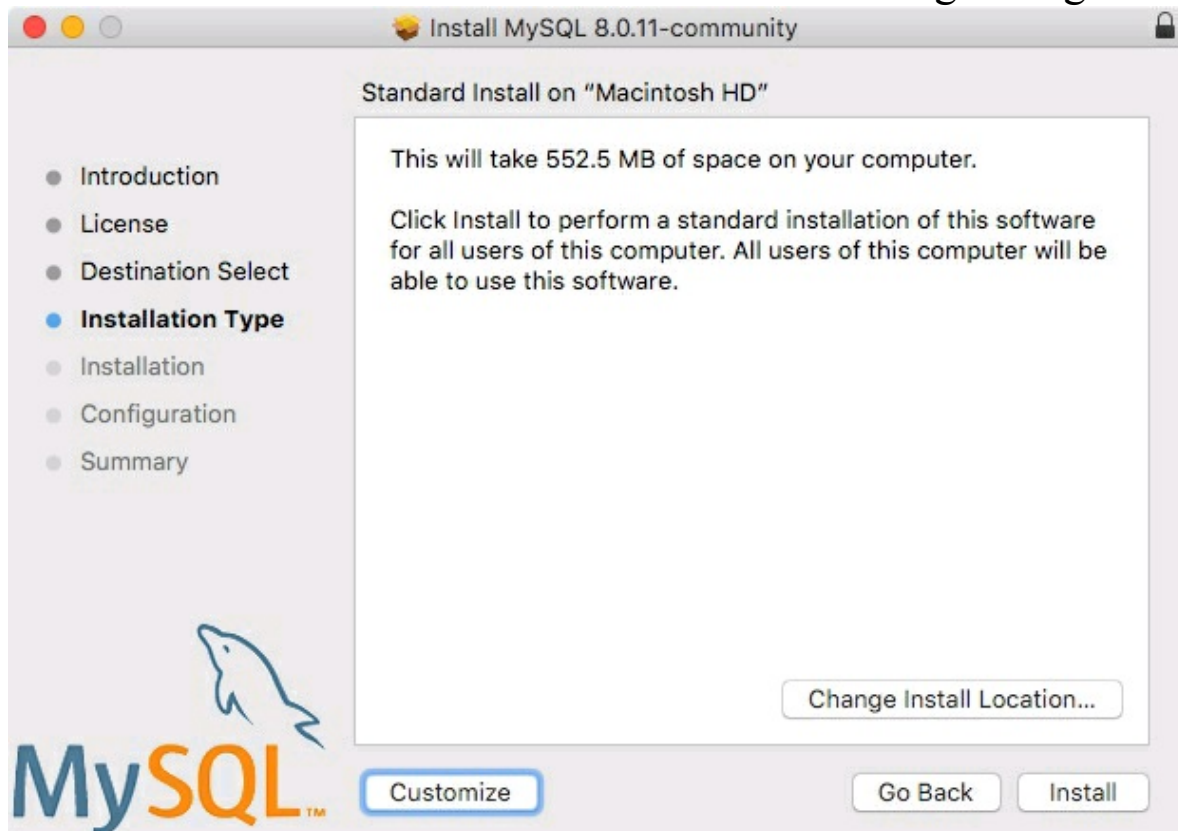 Install MySQL 8.0.11-community
Standard Install on “Macintosh HD”
Introduction
License
Destination Select
Installation Type
Installation
Configuration
Summary
This will take 552.5 MB of space on your computer.
Click Install to perform a standard installation of this software
for all users of this computer. All users of this computer will be
able to use this software.
Change Install Location...
MySQL™
Customize
Go Back
Install